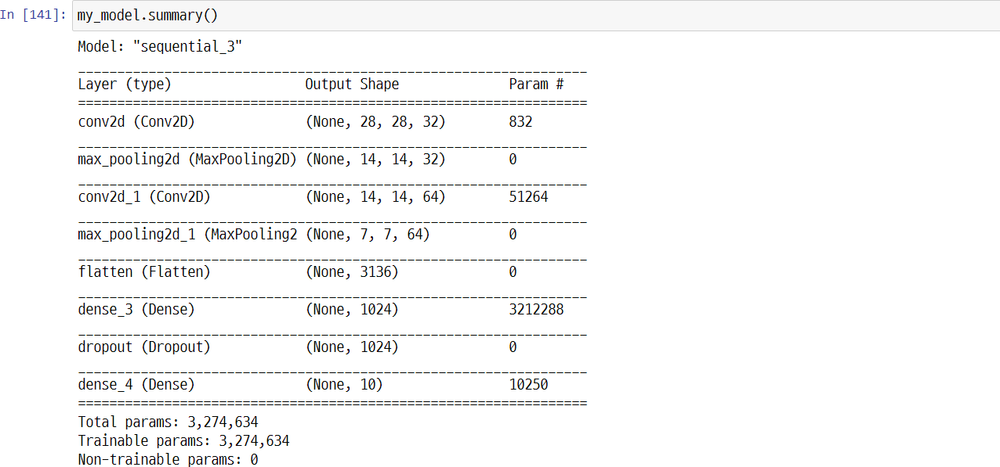 In [141]: my_model.summary()
Model: "sequential_3"
_________________________________________________________________
Layer (type)                 Output Shape              Param #
=================================================================
conv2d (Conv2D)              (None, 28, 28, 32)        832
_________________________________________________________________
max_pooling2d (MaxPooling2D) (None, 14, 14, 32)        0
_________________________________________________________________
conv2d_1 (Conv2D)            (None, 14, 14, 64)        51264
_________________________________________________________________
max_pooling2d_1 (MaxPooling2 (None, 7, 7, 64)          0
_________________________________________________________________
flatten (Flatten)            (None, 3136)              0
_________________________________________________________________
dense_3 (Dense)              (None, 1024)              3212288
_________________________________________________________________
dropout (Dropout)            (None, 1024)              0
_________________________________________________________________
dense_4 (Dense)              (None, 10)                10250
=================================================================
Total params: 3,274,634
Trainable params: 3,274,634
Non-trainable params: 0